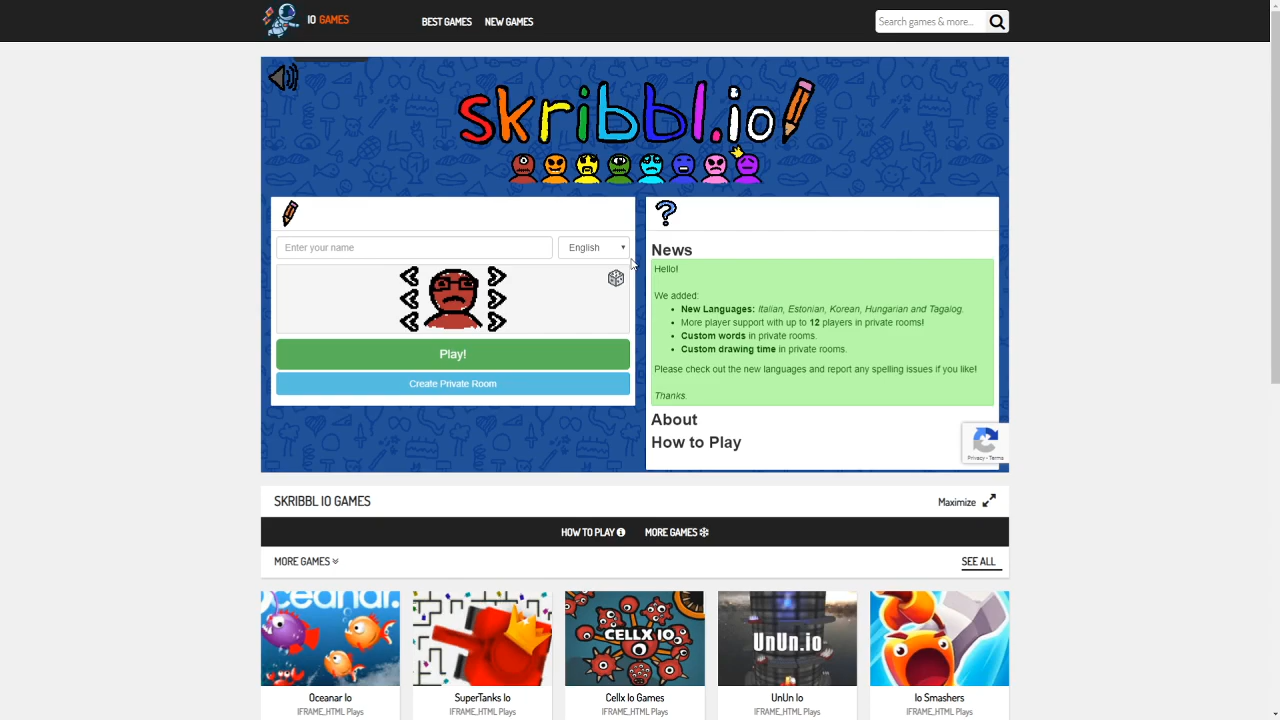 IO GAMES
BEST GAMES
NEW GAMES
Search games & more...
skribbl.io
Enter your name
English
Play!
Create Private Room
?
News
Hello!
We added:
New Languages: Italian, Estonian, Korean, Hungarian and Tagalog.
More player support with up to 12 players in private rooms!
Custom words in private rooms.
Custom drawing time in private rooms.
Please check out the new languages and report any spelling issues if you like!
Thanks.
About
How to Play
Privacy - Terms
SKRIBBL IO GAMES
Maximize
HOW TO PLAY
MORE GAMES
MORE GAMES
SEE ALL
Oceanar.
CELLX IO
UnUn.io
Oceanar Io
SuperTanks Io
Cellx Io Games
UnUn Io
Io Smashers
IFRAME_HTML Plays
IFRAME_HTML Plays
IFRAME_HTML Plays
IFRAME_HTML Plays
IFRAME_HTML Plays